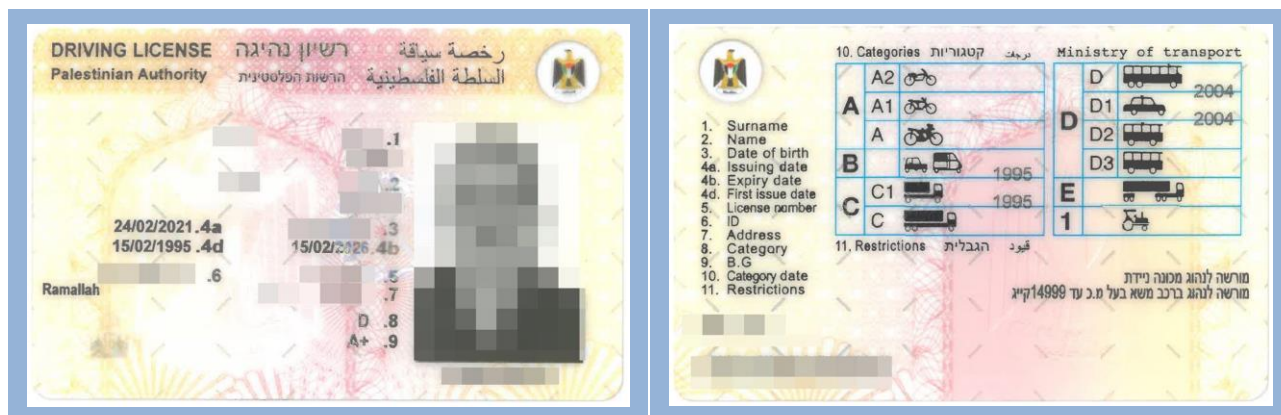 DRIVING LICENSE רשיון נהיגה رخصة سياقة
Palestinian Authority הרשות הפלסטינית السلطة الفلسطينية
.1
.2
.3
24/02/2021 .4a
15/02/1995 .4d 15/02/2026 .4b
.6 .5
Ramallah .7
D .8
A+ .9
10. Categories קטגוריות درجات Ministry of transport
1. Surname
2. Name
3. Date of birth
4a. Issuing date
4b. Expiry date
4d. First issue date
5. License number
6. ID
7. Address
8. Category
9. B.G
10. Category date
11. Restrictions
A
A2
A1
A
B 1995
C
C1 1995
C
D
D 2004
D1 2004
D2
D3
E
1
11. Restrictions הגבלית قيود
מורשה לנהוג מכונה ניידת
מורשה לנהוג ברכב משא בעל מ.כ עד 14999קייג